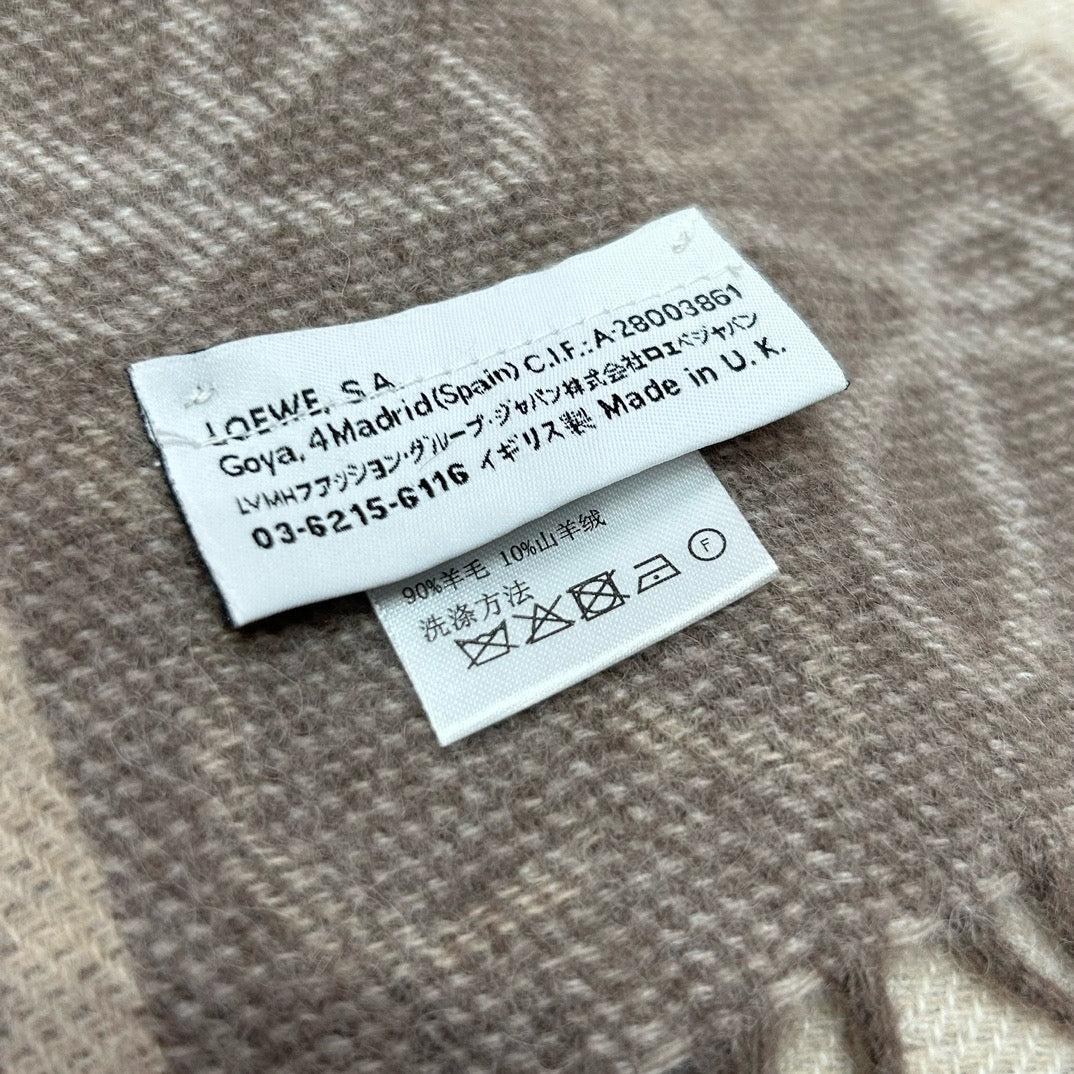 LOEWE, S.A.
Goya, 4 Madrid (Spain) C.I.F.: A-28003861
LVMHファッション・グループ・ジャパン株式会社ロエベジャパン
03-6215-6116 イギリス製 Made in U.K.
90%羊毛 10%山羊绒
洗涤方法
F